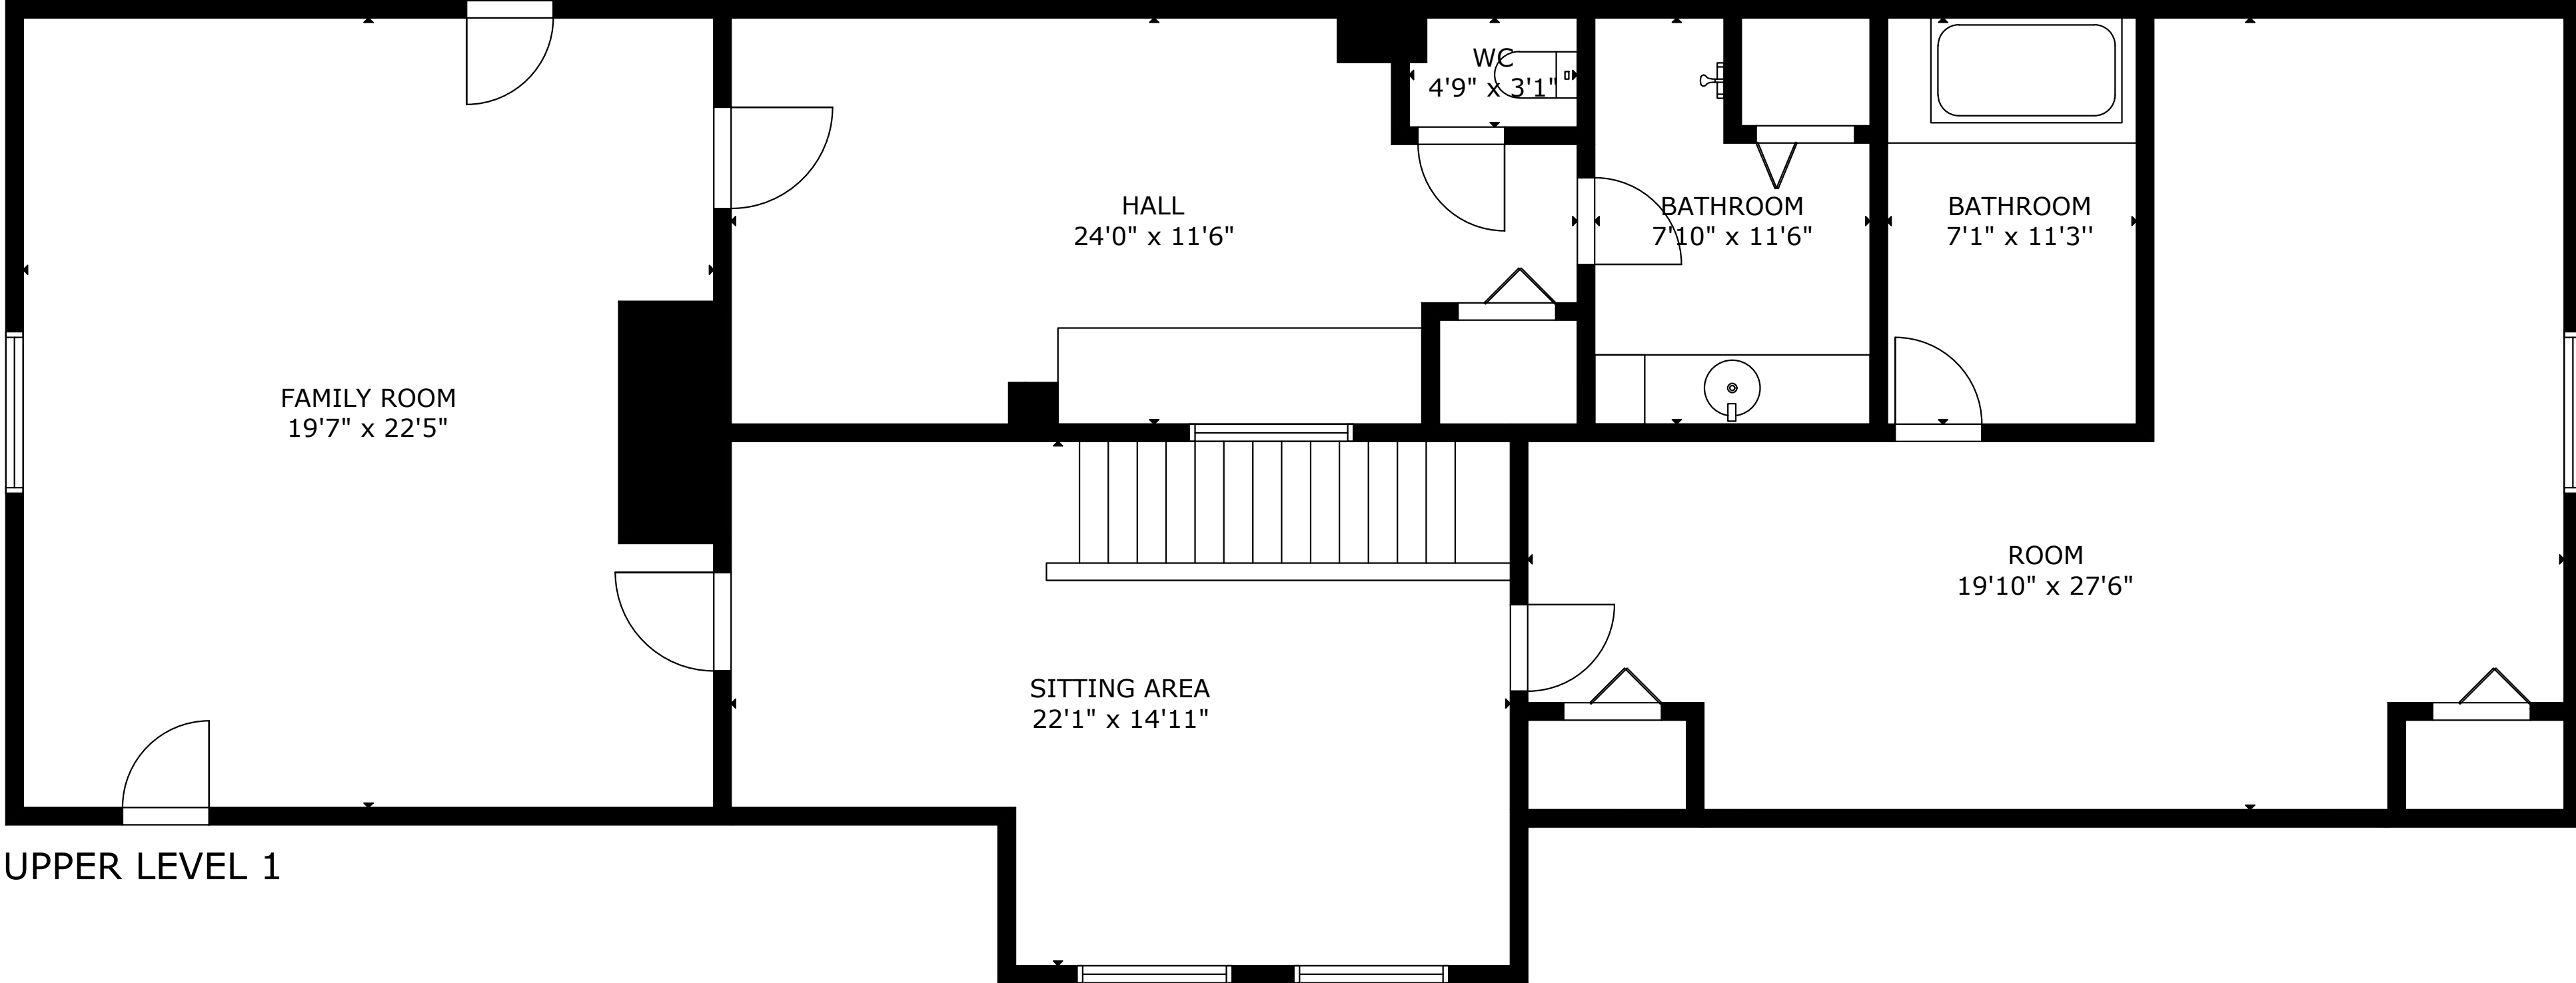 WC
4'9" x 3'1"
HALL
24'0" x 11'6"
BATHROOM
7'10" x 11'6"
BATHROOM
7'1" x 11'3"
FAMILY ROOM
19'7" x 22'5"
ROOM
19'10" x 27'6"
SITTING AREA
22'1" x 14'11"
UPPER LEVEL 1